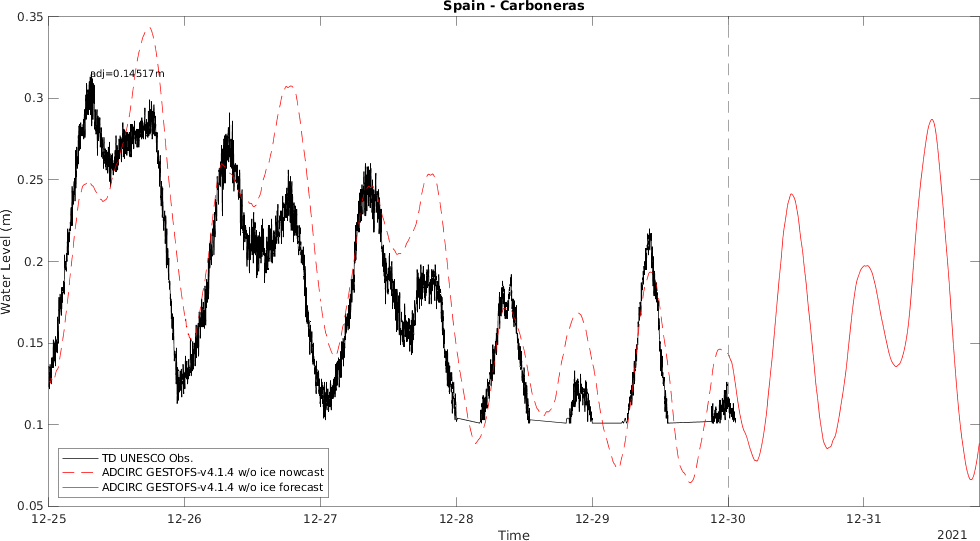 Spain - Carboneras
0.35
0.3
0.25
0.2
0.15
0.1
0.05
Water Level (m)
adj=0.14517m
TD UNESCO Obs.
ADCIRC GESTOFS-v4.1.4 w/o ice nowcast
ADCIRC GESTOFS-v4.1.4 w/o ice forecast
12-25 12-26 12-27 12-28 12-29 12-30 12-31
Time
2021